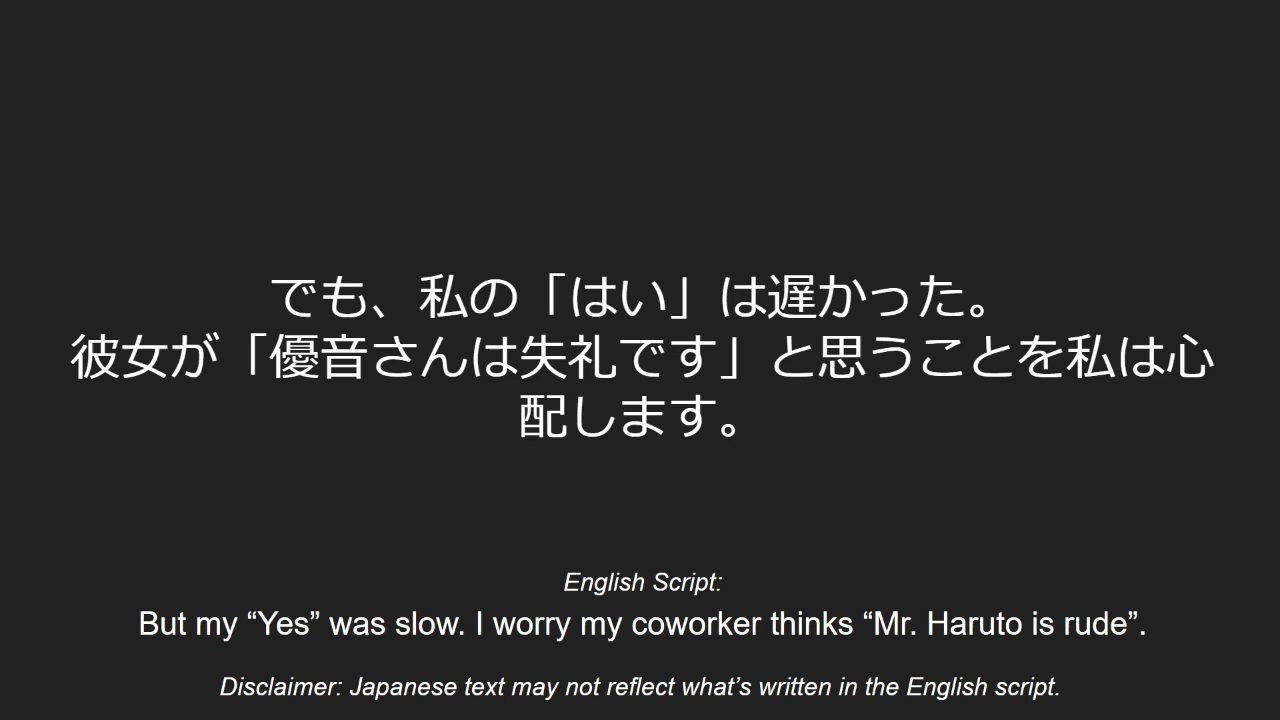 でも、私の「はい」は遅かった。
彼女が「優音さんは失礼です」と思うことを私は心
配します。
English Script:
But my “Yes” was slow. I worry my coworker thinks “Mr. Haruto is rude”.
Disclaimer: Japanese text may not reflect what’s written in the English script.